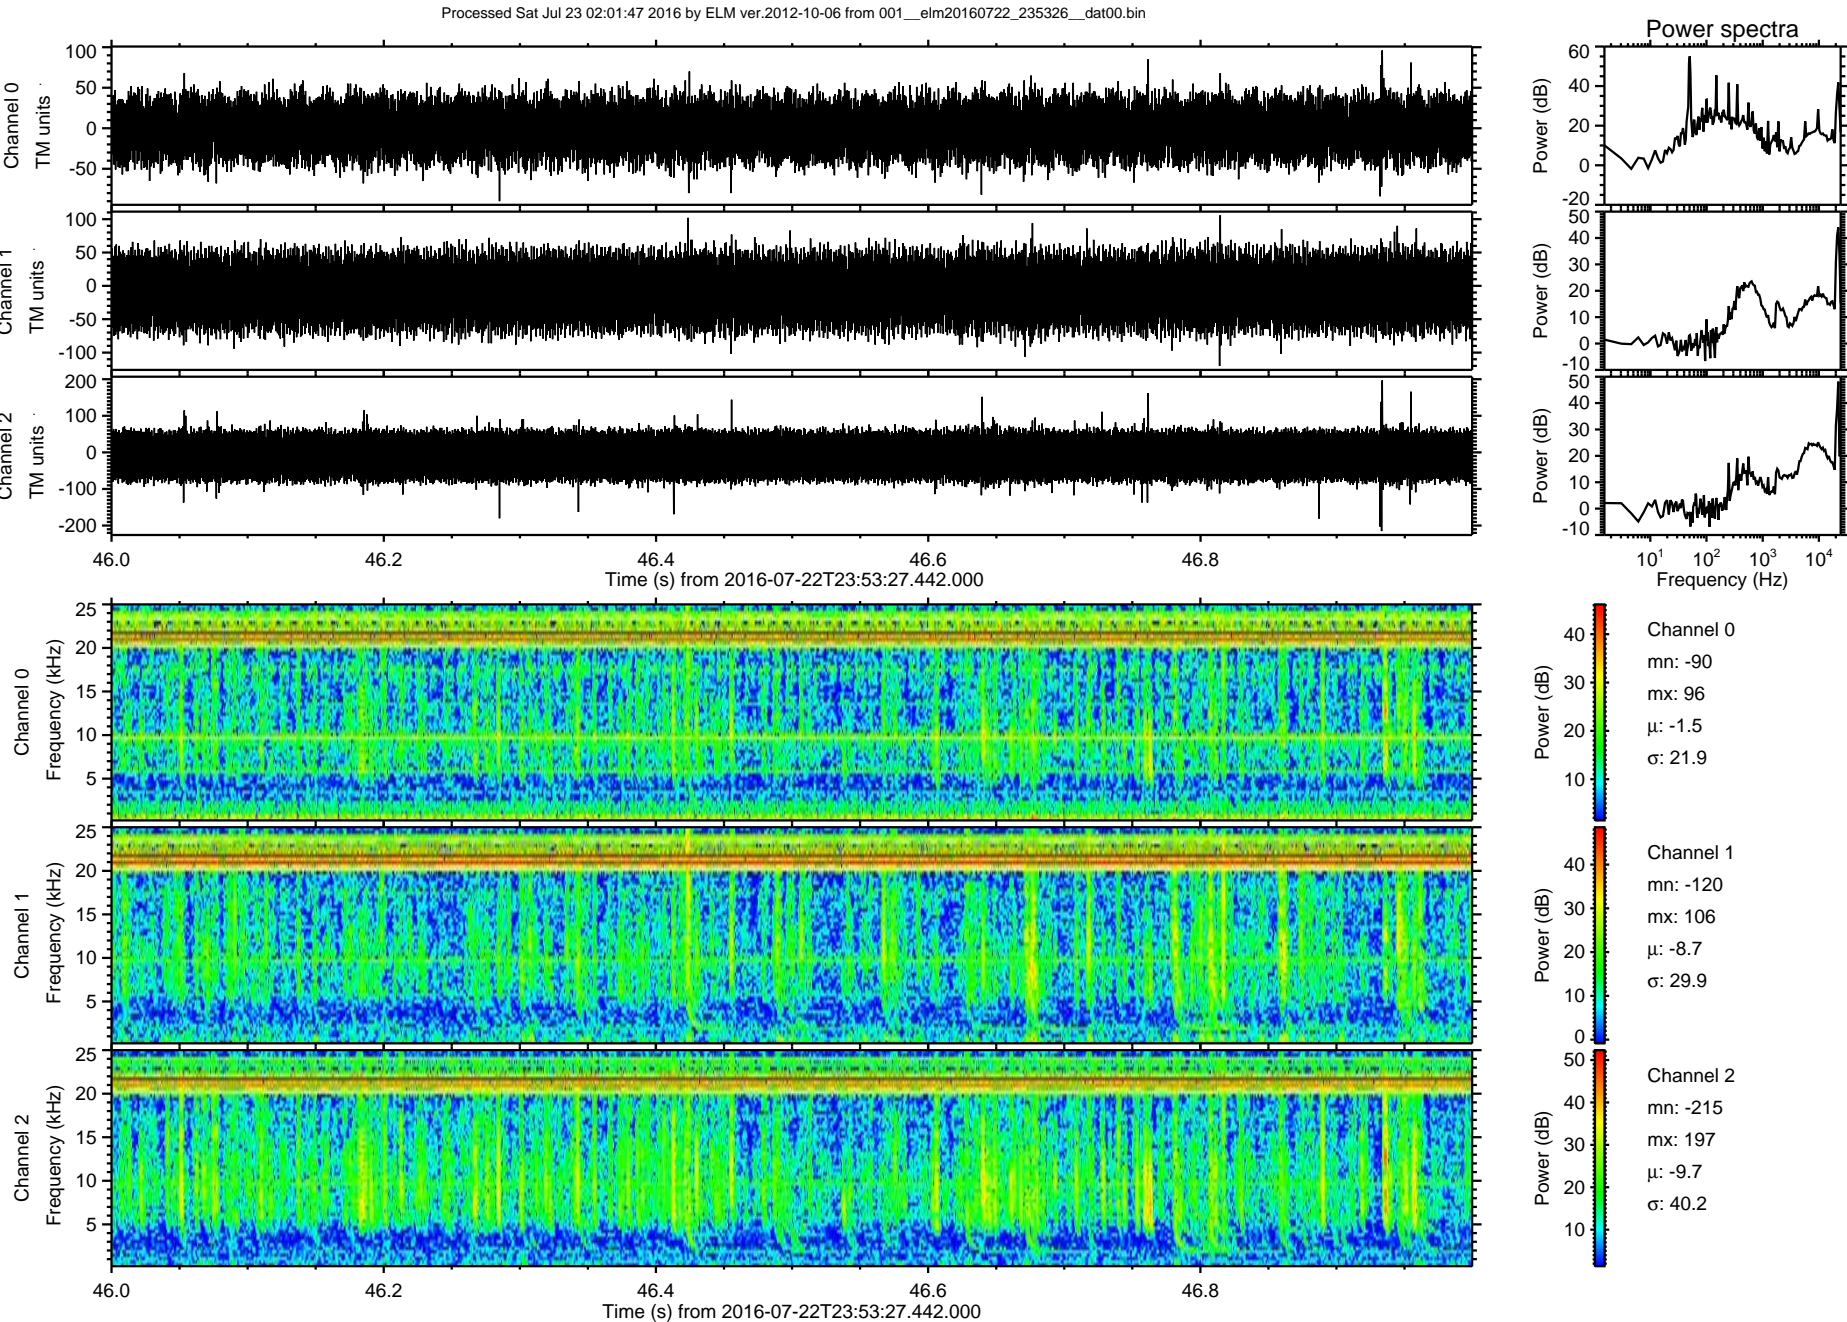 Processed Sat Jul 23 02:01:47 2016 by ELM ver.2012-10-06 from 001__elm20160722_235326__dat00.bin
Power spectra
Channel 0
TM units
100
50
0
-50
Power (dB)
60
40
20
0
-20
Channel 1
TM units
100
50
0
-50
-100
Power (dB)
50
40
30
20
10
0
-10
Channel 2
TM units
200
100
0
-100
-200
Power (dB)
50
40
30
20
10
0
-10
46.0 46.2 46.4 46.6 46.8
Time (s) from 2016-07-22T23:53:27.442.000
10¹ 10² 10³ 10⁴
Frequency (Hz)
Channel 0
Frequency (kHz)
25
20
15
10
5
Power (dB)
40
30
20
10
Channel 0
mn: -90
mx: 96
μ: -1.5
σ: 21.9
Channel 1
Frequency (kHz)
25
20
15
10
5
Power (dB)
40
30
20
10
0
Channel 1
mn: -120
mx: 106
μ: -8.7
σ: 29.9
Channel 2
Frequency (kHz)
25
20
15
10
5
Power (dB)
50
40
30
20
10
Channel 2
mn: -215
mx: 197
μ: -9.7
σ: 40.2
46.0 46.2 46.4 46.6 46.8
Time (s) from 2016-07-22T23:53:27.442.000